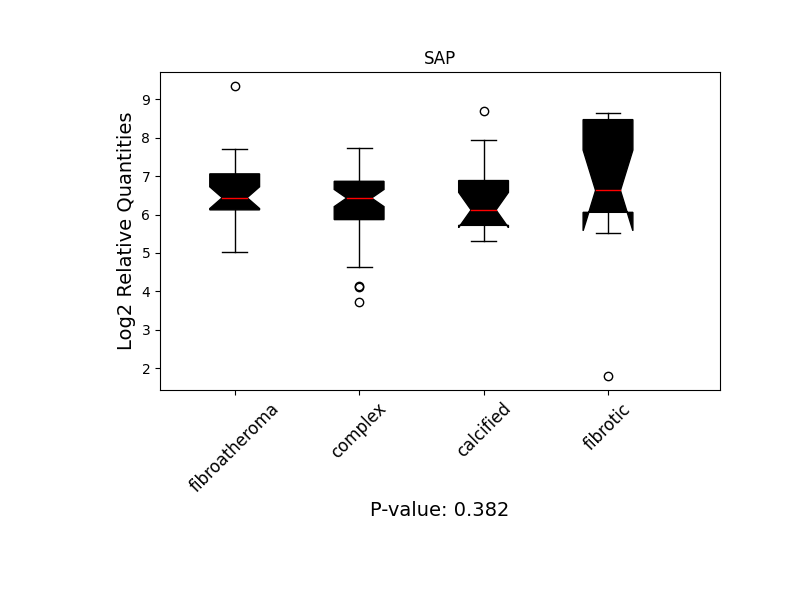 SAP
Log2 Relative Quantities
9
8
7
6
5
4
3
2
fibroatheroma
complex
calcified
fibrotic
P-value: 0.382